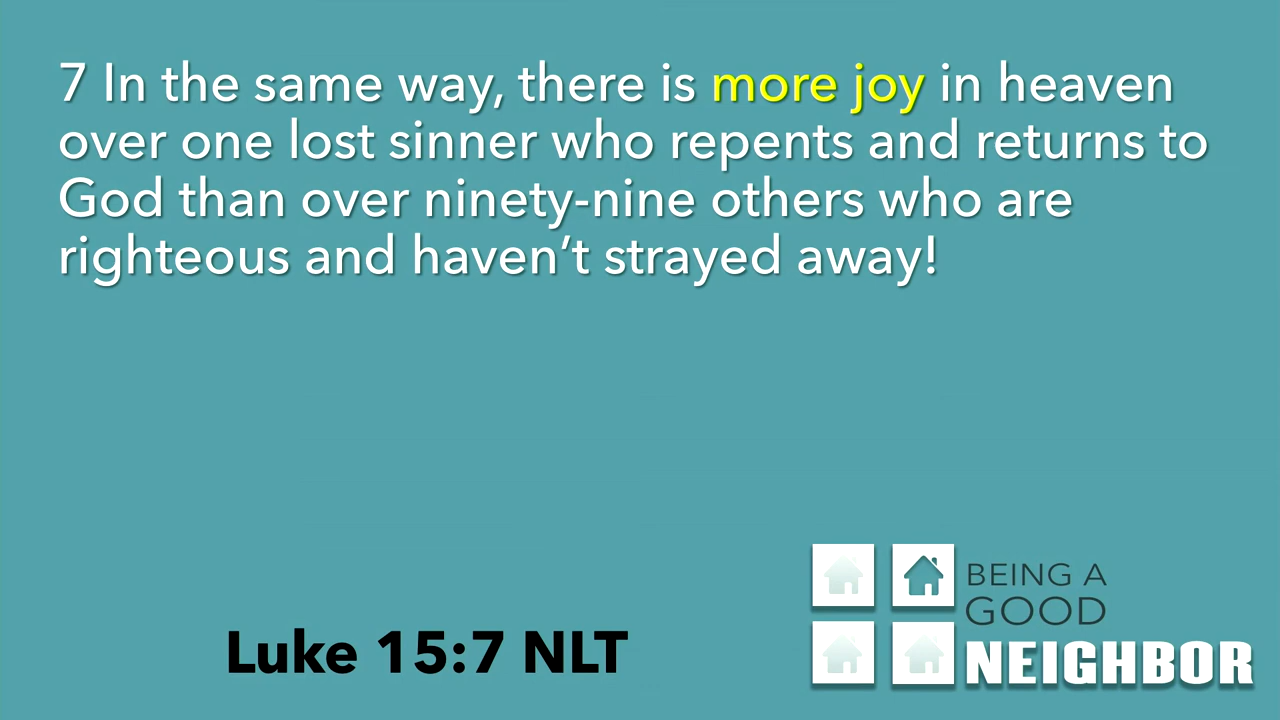 7 In the same way, there is more joy in heaven
over one lost sinner who repents and returns to
God than over ninety-nine others who are
righteous and haven’t strayed away!
Luke 15:7 NLT
BEING A
GOOD
NEIGHBOR